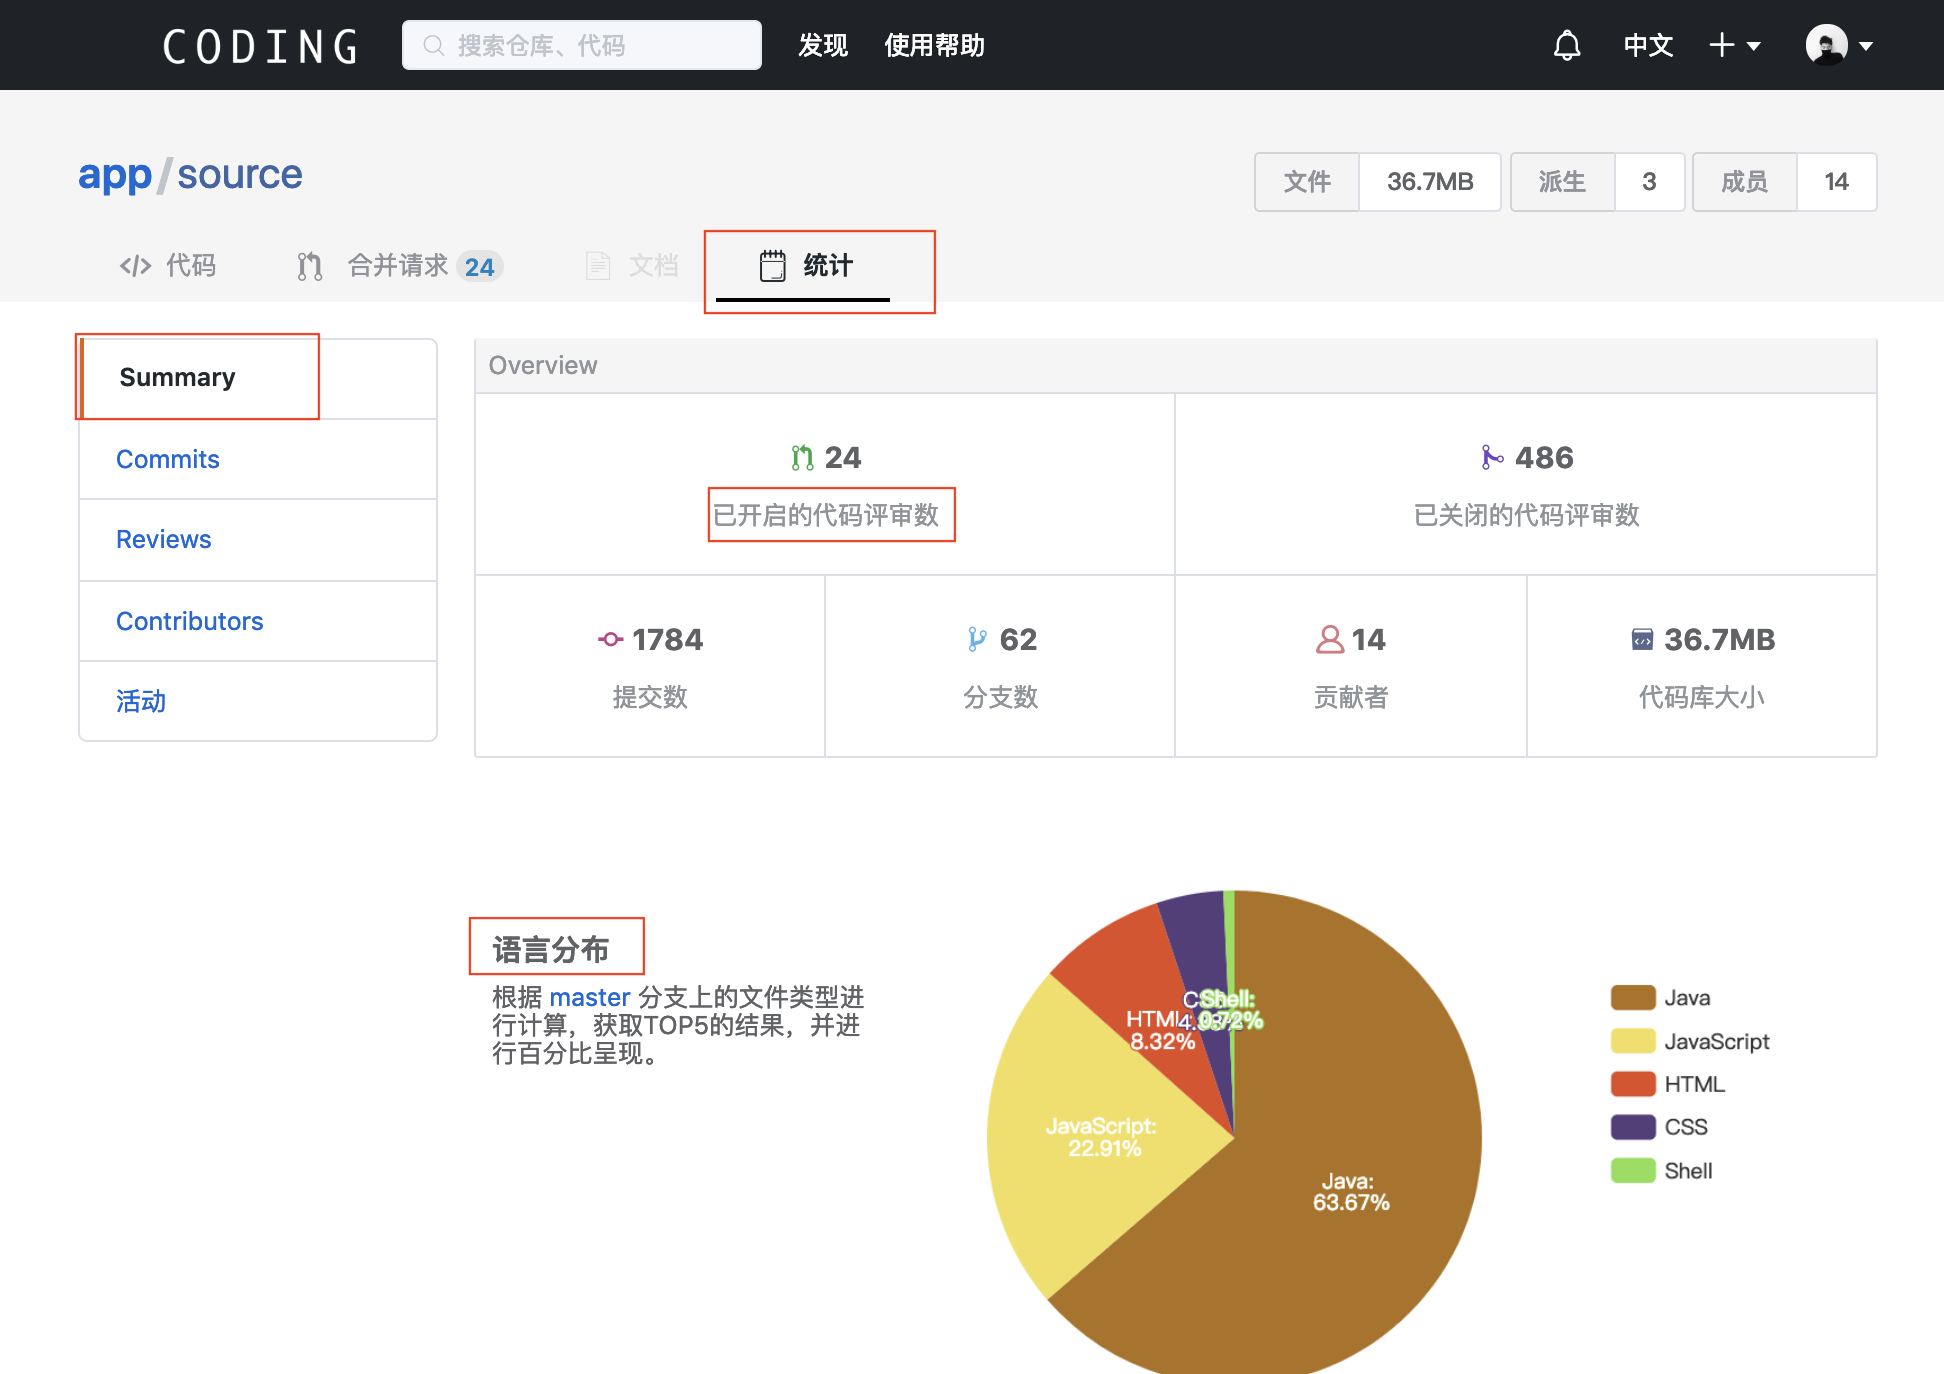 CODING
搜索仓库、代码
发现
使用帮助
中文
app/source
文件 36.7MB
派生 3
成员 14
代码
合并请求 24
文档
统计
Summary
Commits
Reviews
Contributors
活动
Overview
24
已开启的代码评审数
486
已关闭的代码评审数
1784
提交数
62
分支数
14
贡献者
36.7MB
代码库大小
语言分布
根据 master 分支上的文件类型进
行计算，获取TOP5的结果，并进
行百分比呈现。
Shell:
0.72%
HTML
8.32%
JavaScript:
22.91%
Java:
63.67%
Java
JavaScript
HTML
CSS
Shell